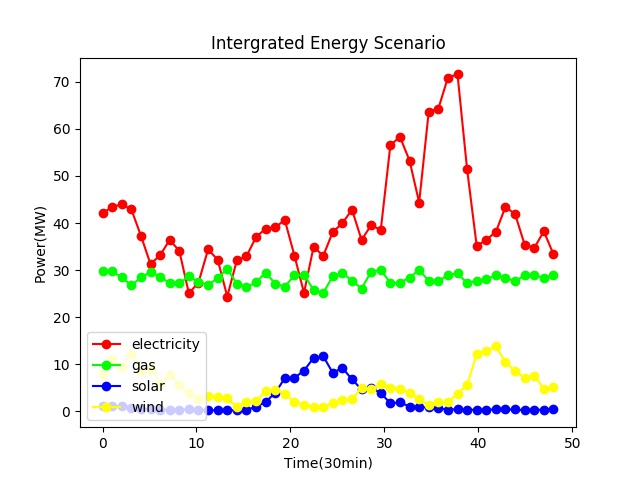 Intergrated Energy Scenario
Power(MW)
70
60
50
40
30
20
10
0
electricity
gas
solar
wind
0 10 20 30 40 50
Time(30min)